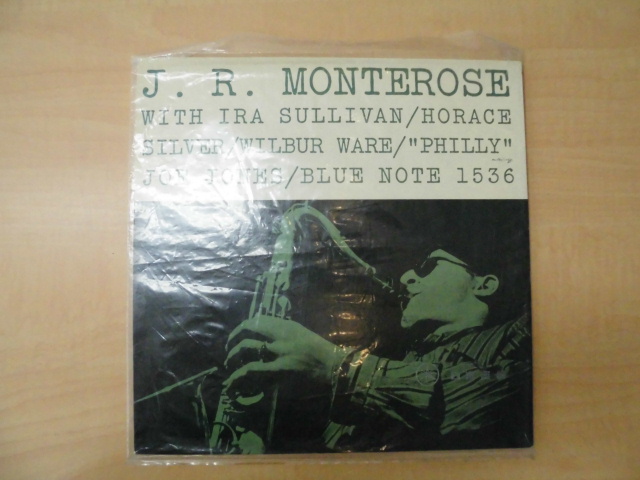 J. R. MONTEROSE
WITH IRA SULLIVAN/HORACE
SILVER/WILBUR WARE/"PHILLY"
JOE JONES/BLUE NOTE 1536